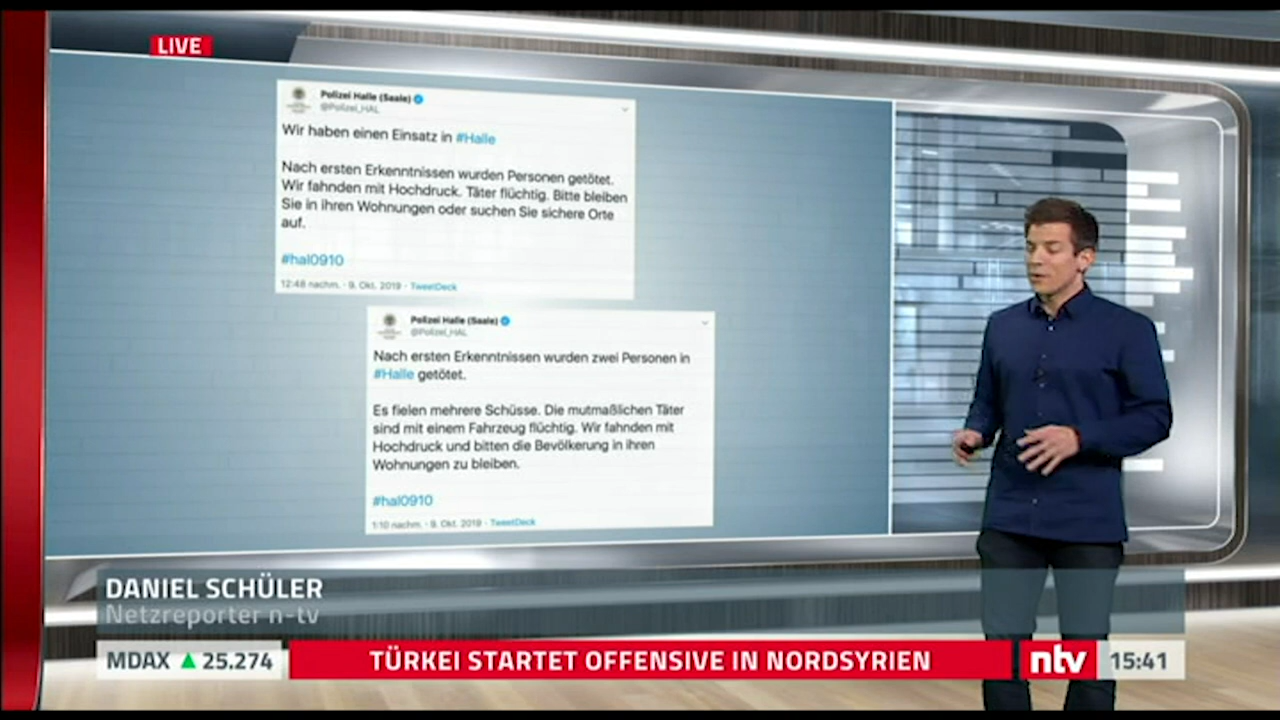 LIVE
Polizei Halle (Saale)
@Polizei_HAL
Wir haben einen Einsatz in #Halle
Nach ersten Erkenntnissen wurden Personen getötet.
Wir fahnden mit Hochdruck. Täter flüchtig. Bitte bleiben
Sie in ihren Wohnungen oder suchen Sie sichere Orte
auf.
#hal0910
12:48 nachm. · 9. Okt. 2019 · TweetDeck
Polizei Halle (Saale)
@Polizei_HAL
Nach ersten Erkenntnissen wurden zwei Personen in
#Halle getötet.
Es fielen mehrere Schüsse. Die mutmaßlichen Täter
sind mit einem Fahrzeug flüchtig. Wir fahnden mit
Hochdruck und bitten die Bevölkerung in ihren
Wohnungen zu bleiben.
#hal0910
1:10 nachm. · 9. Okt. 2019 · TweetDeck
DANIEL SCHÜLER
Netzreporter n-tv
MDAX ▲ 25.274
TÜRKEI STARTET OFFENSIVE IN NORDSYRIEN
ntv
15:41